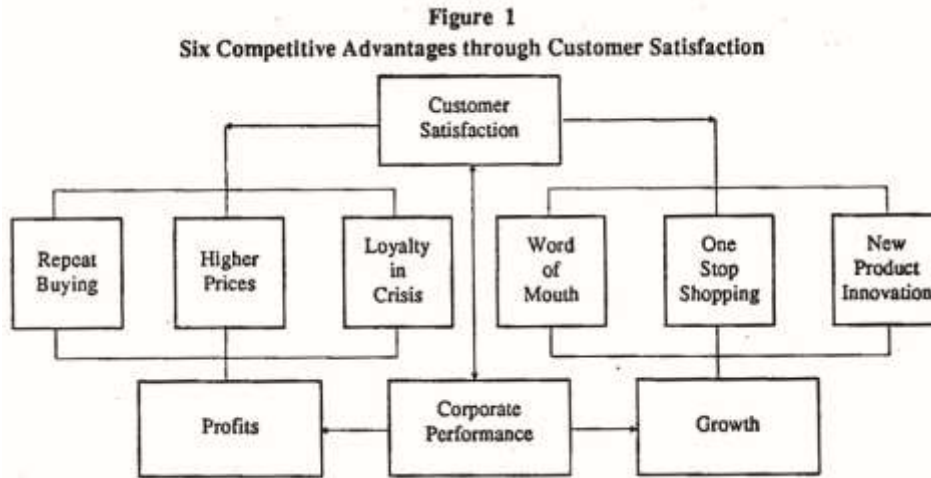 Figure 1
Six Competitive Advantages through Customer Satisfaction
Customer
Satisfaction
Repeat
Buying
Higher
Prices
Loyalty
in
Crisis
Word
of
Mouth
One
Stop
Shopping
New
Product
Innovation
Profits
Corporate
Performance
Growth